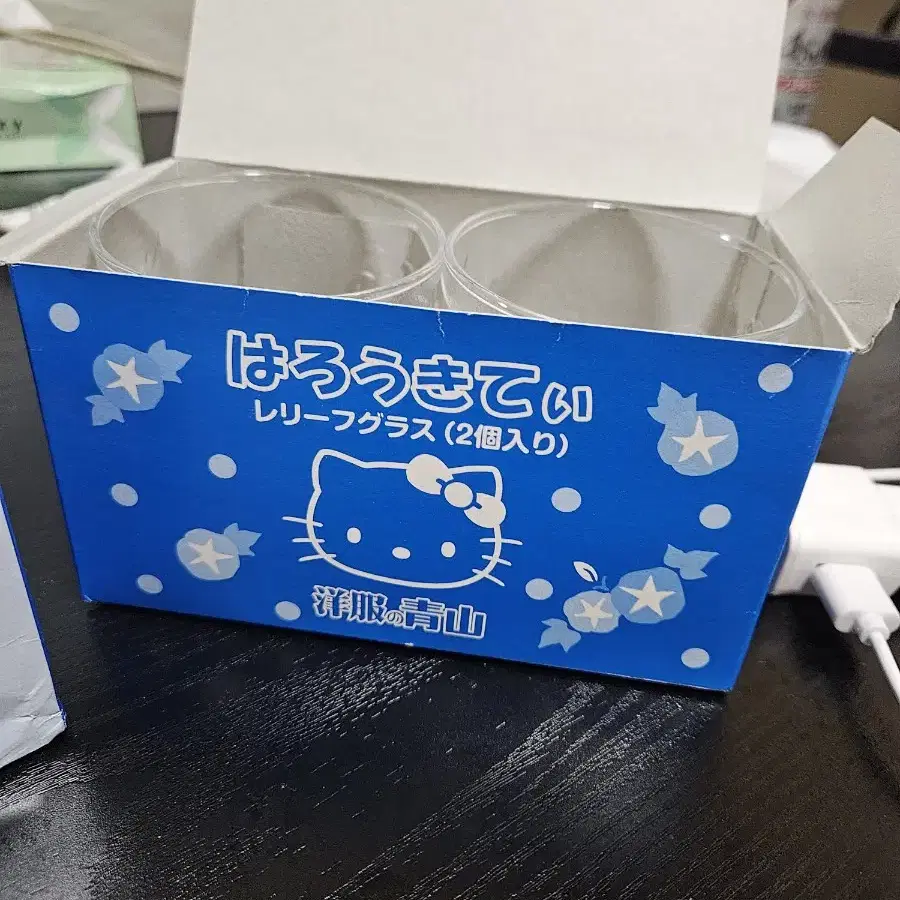 はろうきてぃ
レリーフグラス(2個入り)
洋服の青山